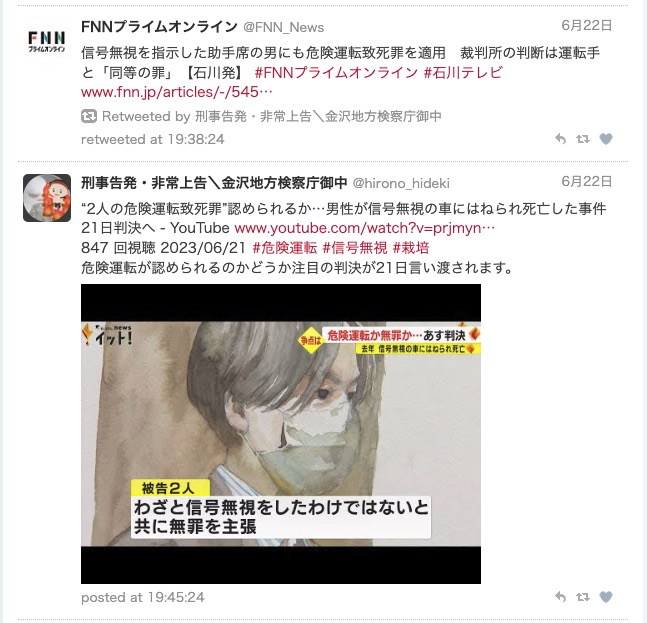 FNN
プライムオンライン
FNNプライムオンライン @FNN_News 6月22日
信号無視を指示した助手席の男にも危険運転致死罪を適用　裁判所の判断は運転手
と「同等の罪」【石川発】 #FNNプライムオンライン #石川テレビ
www.fnn.jp/articles/-/545…
Retweeted by 刑事告発・非常上告＼金沢地方検察庁御中
retweeted at 19:38:24
刑事告発・非常上告＼金沢地方検察庁御中 @hirono_hideki 6月22日
“2人の危険運転致死罪”認められるか…男性が信号無視の車にはねられ死亡した事件
21日判決へ - YouTube www.youtube.com/watch?v=prjmyn…
847 回視聴 2023/06/21 #危険運転 #信号無視 #栽培
危険運転が認められるのかどうか注目の判決が21日言い渡されます。
イット!
争点は 危険運転か無罪か…あす判決
去年 信号無視の車にはねられ死亡
被告2人
わざと信号無視をしたわけではないと
共に無罪を主張
posted at 19:45:24